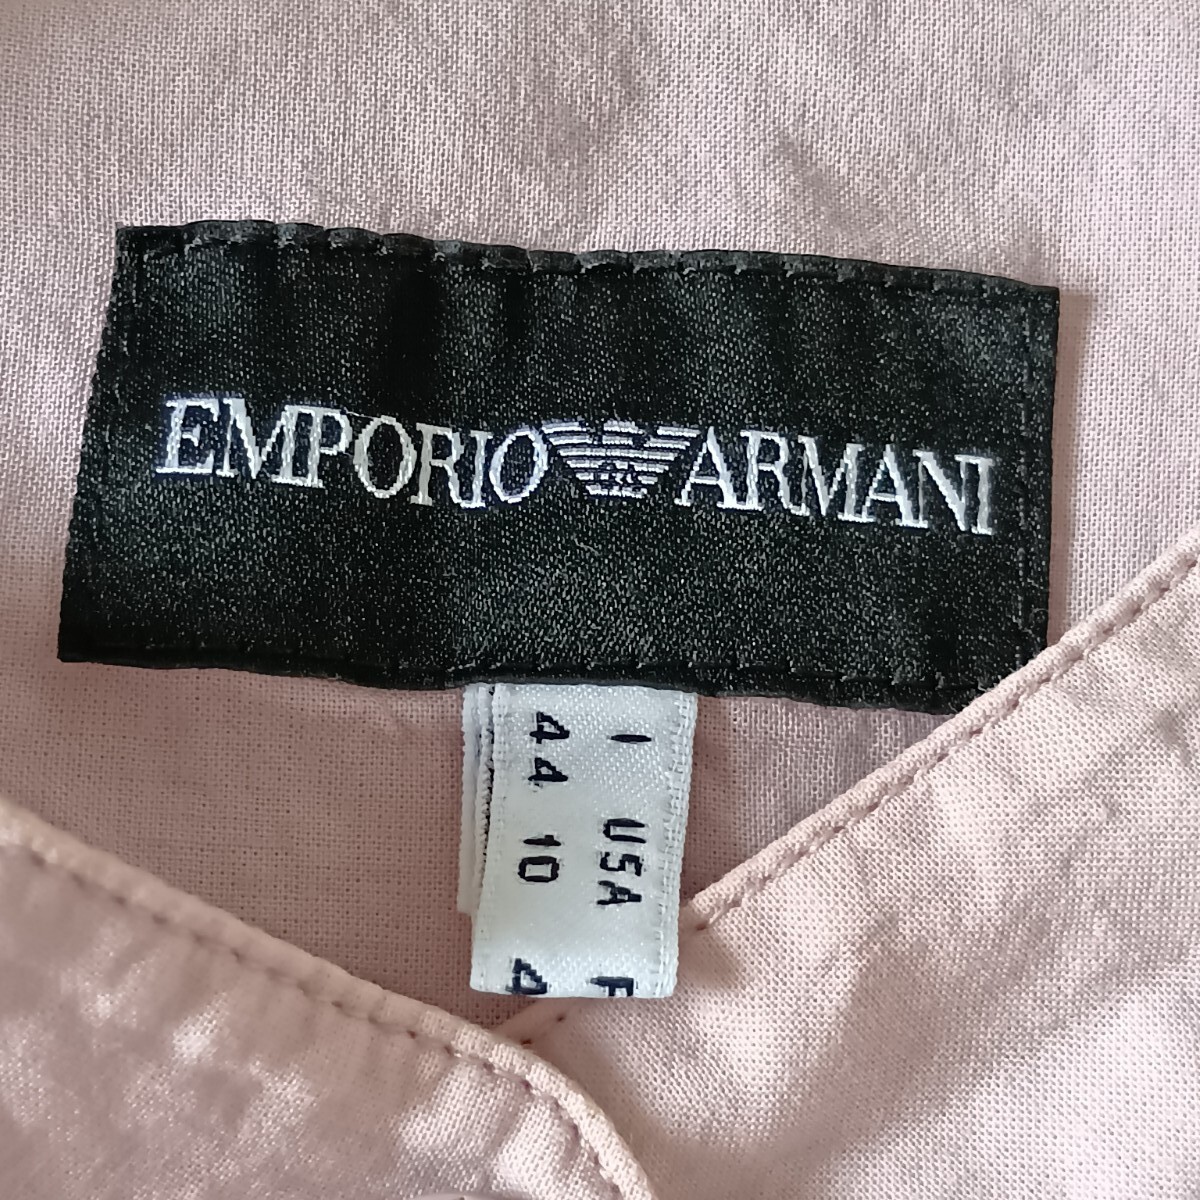 EMPORIO ARMANI
I USA F
44 10 4